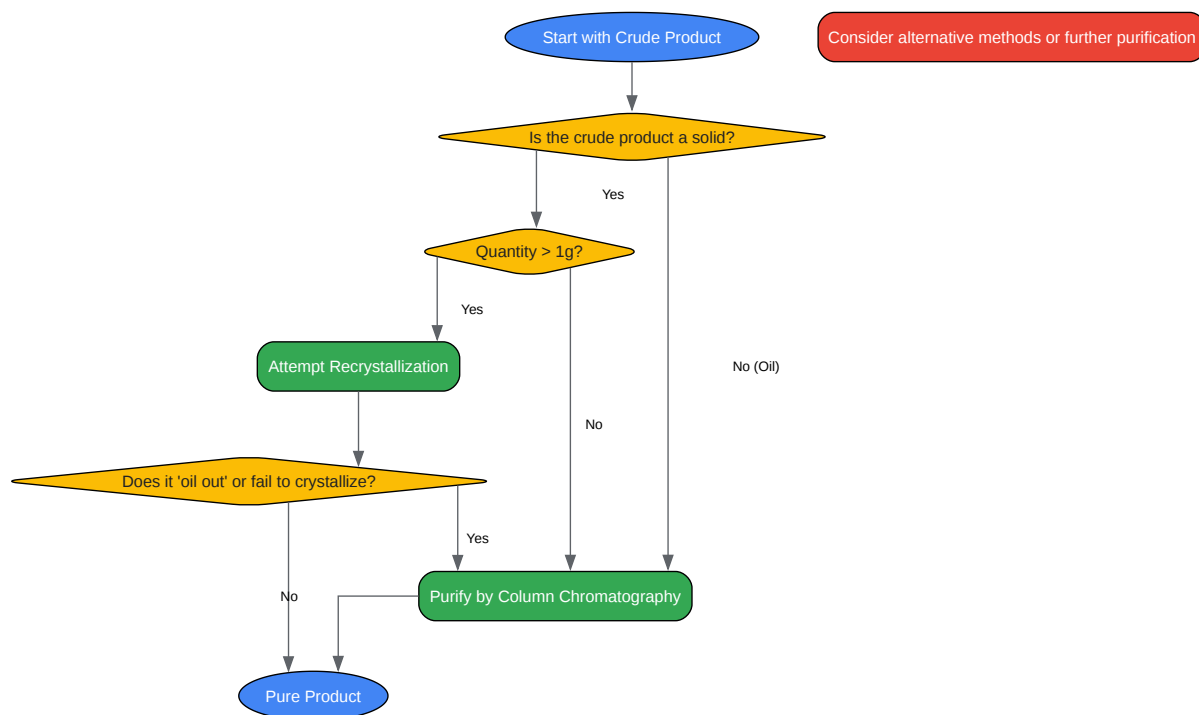 Start with Crude Product
Consider alternative methods or further purification
Is the crude product a solid?
Yes
Quantity > 1g?
Yes
Attempt Recrystallization
No (Oil)
No
Does it 'oil out' or fail to crystallize?
Yes
No
Purify by Column Chromatography
Pure Product